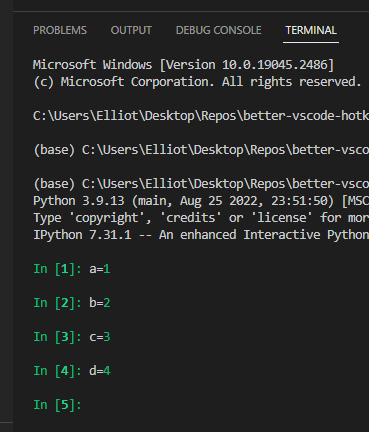 PROBLEMS OUTPUT DEBUG CONSOLE TERMINAL
Microsoft Windows [Version 10.0.19045.2486]
(c) Microsoft Corporation. All rights reserved.
C:\Users\Elliot\Desktop\Repos\better-vscode-hotk
(base) C:\Users\Elliot\Desktop\Repos\better-vsco
(base) C:\Users\Elliot\Desktop\Repos\better-vsco
Python 3.9.13 (main, Aug 25 2022, 23:51:50) [MSC
Type 'copyright', 'credits' or 'license' for mor
IPython 7.31.1 -- An enhanced Interactive Python
In [1]: a=1
In [2]: b=2
In [3]: c=3
In [4]: d=4
In [5]: